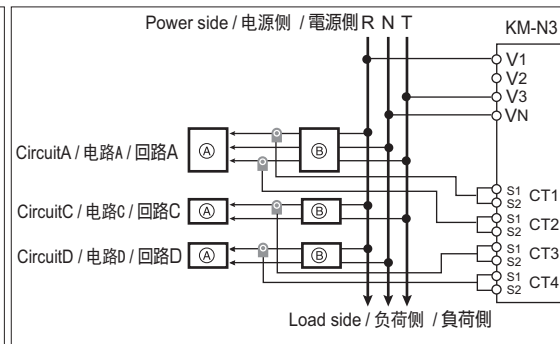 Power side / 电源侧 / 電源側 R N T
KM-N3
V1
V2
V3
VN
CircuitA / 电路A / 回路A
A
B
CircuitC / 电路C / 回路C
A
B
CircuitD / 电路D / 回路D
A
B
S1
S2
CT1
S1
S2
CT2
S1
S2
CT3
S1
S2
CT4
Load side / 负荷侧 / 負荷側